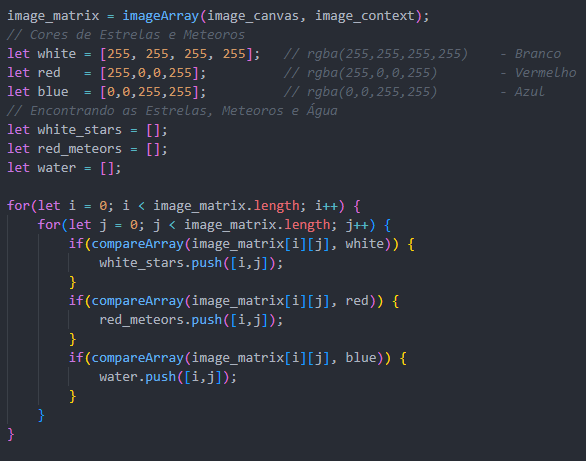 image_matrix = imageArray(image_canvas, image_context);
// Cores de Estrelas e Meteoros
let white = [255, 255, 255, 255];   // rgba(255,255,255,255)    - Branco
let red   = [255,0,0,255];          // rgba(255,0,0,255)        - Vermelho
let blue  = [0,0,255,255];          // rgba(0,0,255,255)        - Azul
// Encontrando as Estrelas, Meteoros e Água
let white_stars = [];
let red_meteors = [];
let water = [];

for(let i = 0; i < image_matrix.length; i++) {
    for(let j = 0; j < image_matrix.length; j++) {
        if(compareArray(image_matrix[i][j], white)) {
            white_stars.push([i,j]);
        }
        if(compareArray(image_matrix[i][j], red)) {
            red_meteors.push([i,j]);
        }
        if(compareArray(image_matrix[i][j], blue)) {
            water.push([i,j]);
        }
    }
}